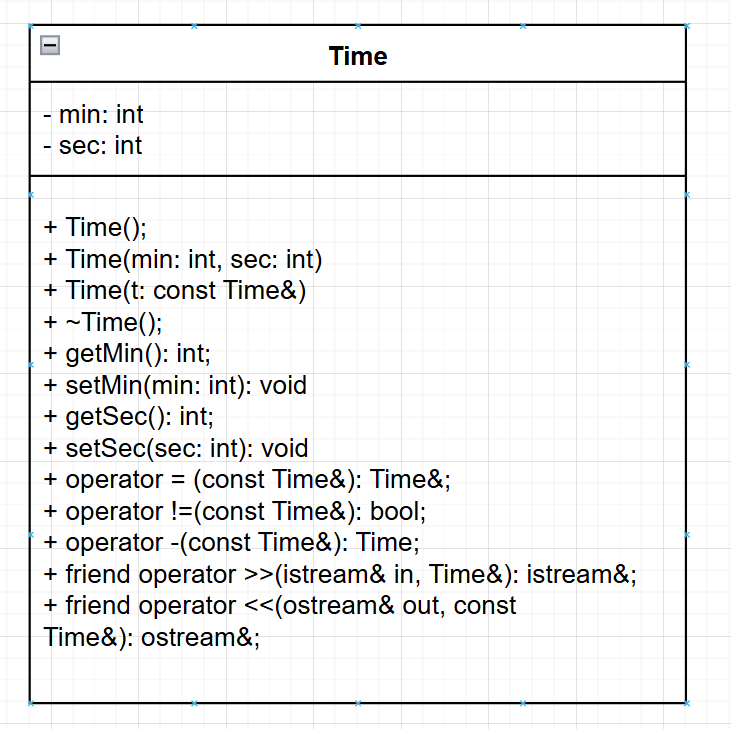 Time
- min: int
- sec: int
+ Time();
+ Time(min: int, sec: int)
+ Time(t: const Time&)
+ ~Time();
+ getMin(): int;
+ setMin(min: int): void
+ getSec(): int;
+ setSec(sec: int): void
+ operator = (const Time&): Time&;
+ operator !=(const Time&): bool;
+ operator -(const Time&): Time;
+ friend operator >>(istream& in, Time&): istream&;
+ friend operator <<(ostream& out, const
Time&): ostream&;